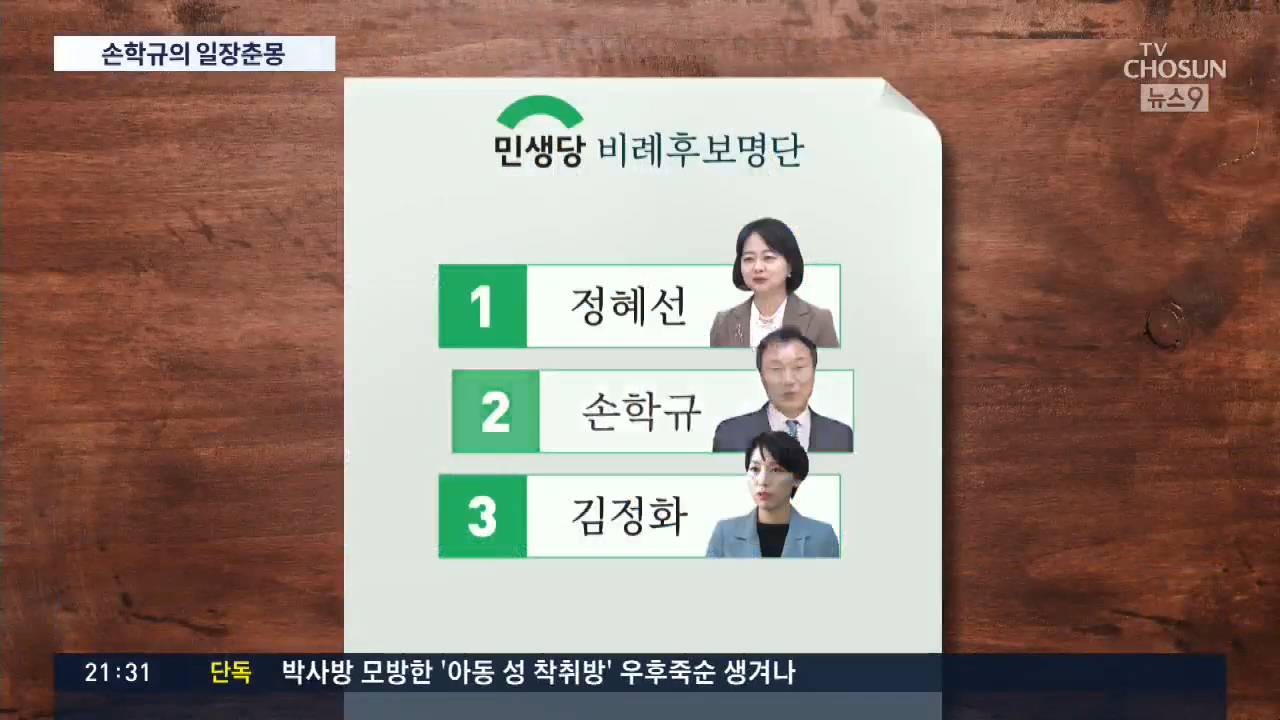 손학규의 일장춘몽
TV
CHOSUN
뉴스9
민생당 비례후보명단
1 정혜선
2 손학규
3 김정화
21:31 단독 박사방 모방한 '아동 성 착취방' 우후죽순 생겨나